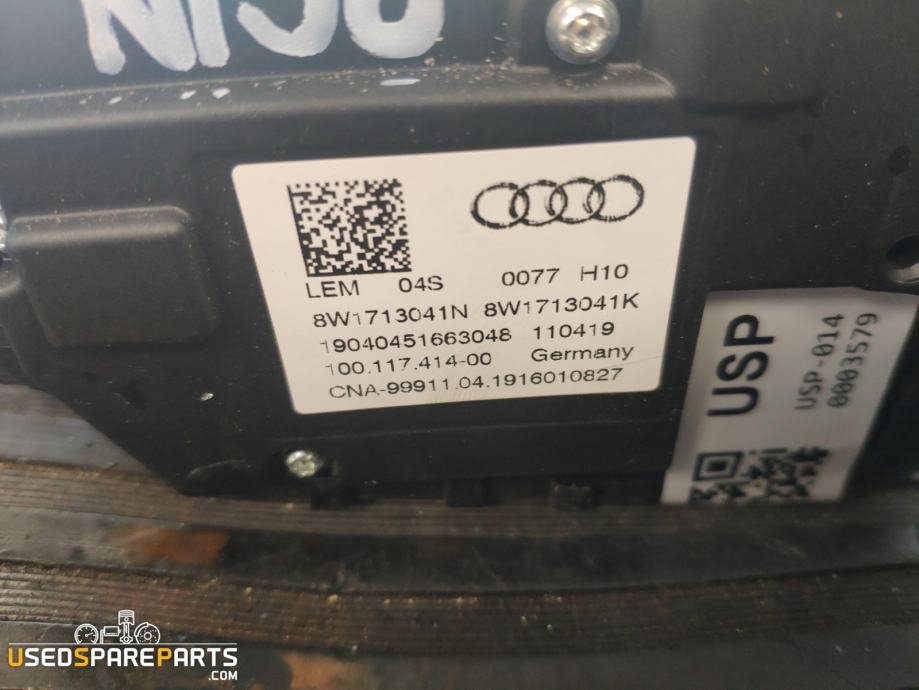 LEM 04S 0077 H10
8W1713041N 8W1713041K
19040451663048 110419
100.117.414-00 Germany
CNA-99911.04.1916010827
USP
USP-014
0003579
USEDSPAREPARTS
.COM